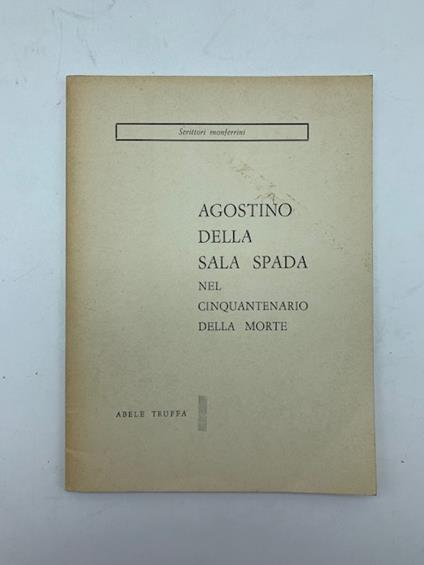 Scrittori monferrini
AGOSTINO
DELLA
SALA SPADA
NEL
CINQUANTENARIO
DELLA MORTE
ABELE TRUFFA